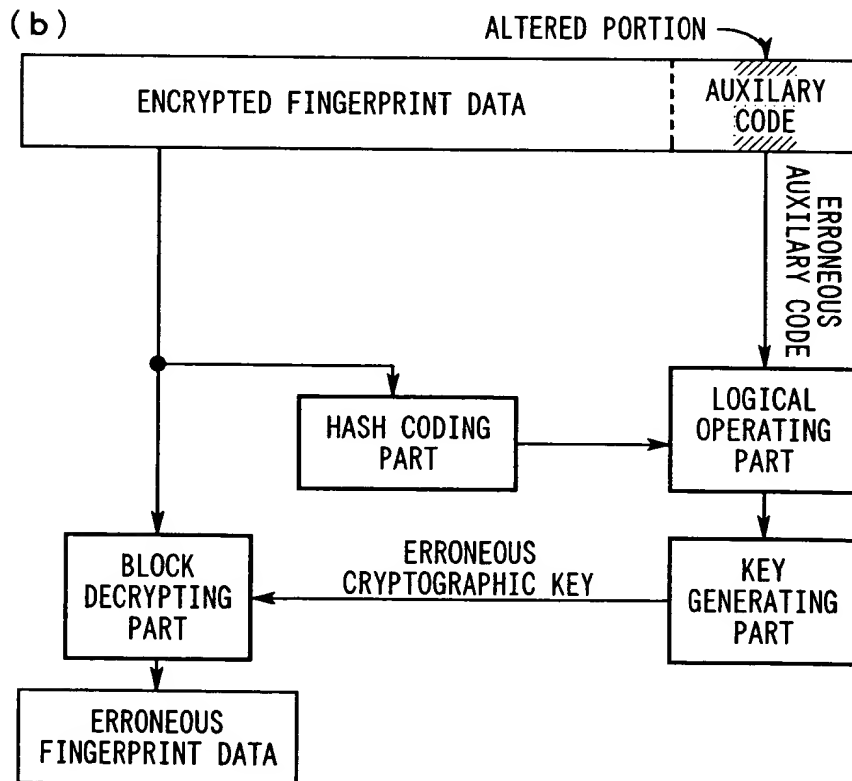 (b)
ALTERED PORTION
ENCRYPTED FINGERPRINT DATA
AUXILARY
CODE
ERRONEOUS
AUXILARY CODE
HASH CODING
PART
LOGICAL
OPERATING
PART
BLOCK
DECRYPTING
PART
ERRONEOUS
CRYPTOGRAPHIC KEY
KEY
GENERATING
PART
ERRONEOUS
FINGERPRINT DATA